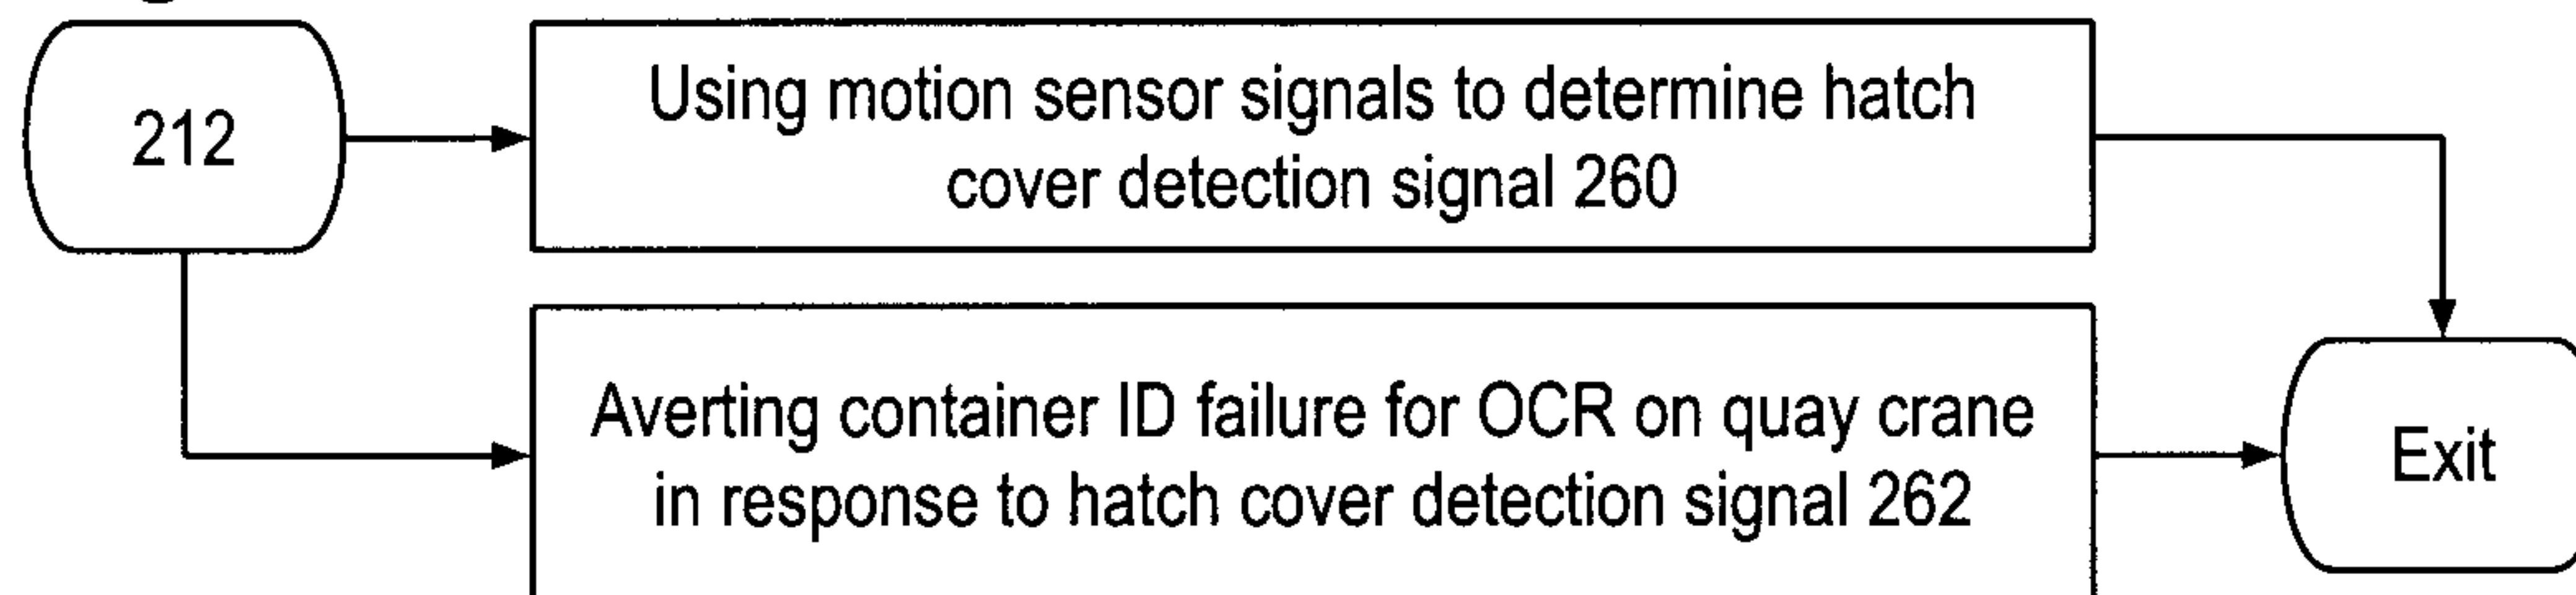 212
Using motion sensor signals to determine hatch
cover detection signal 260
Averting container ID failure for OCR on quay crane
in response to hatch cover detection signal 262
Exit